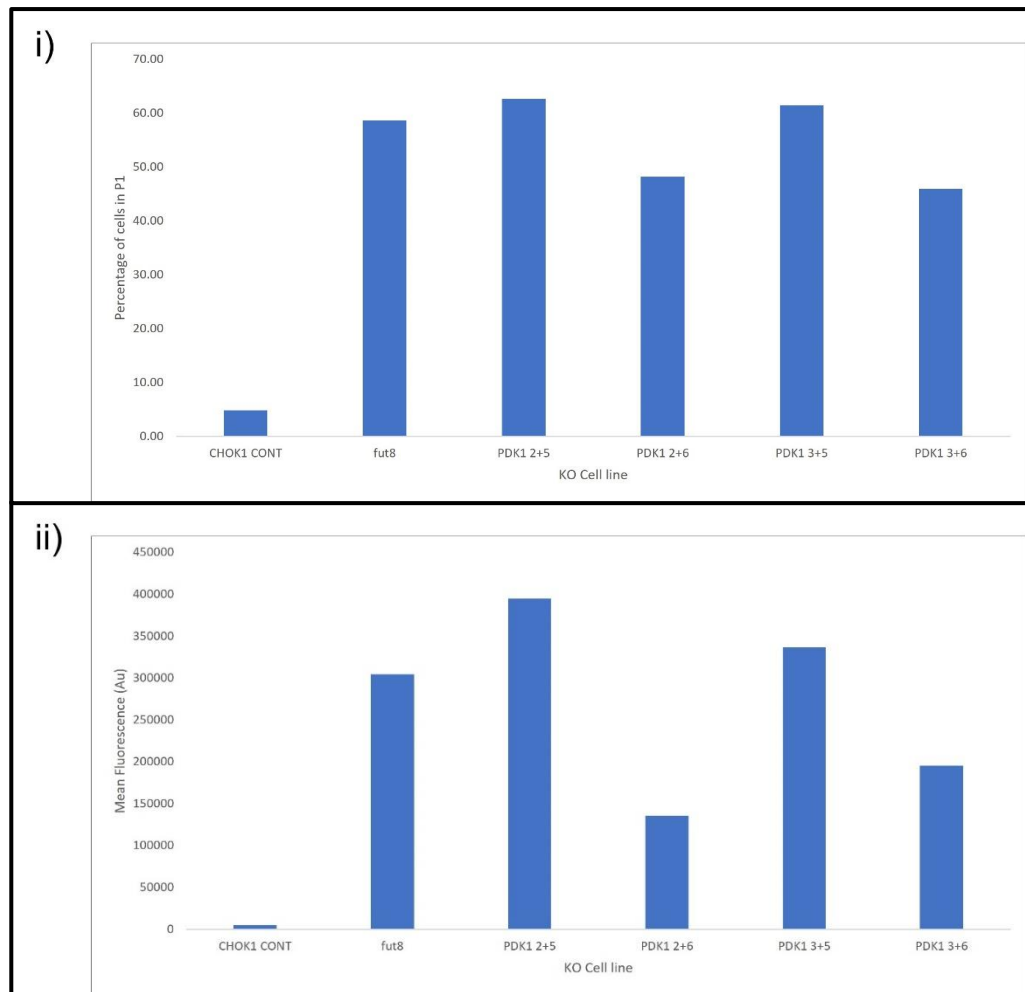 i)
70.00
60.00
50.00
40.00
30.00
20.00
10.00
0.00
Percentage of cells in P1
CHOK1 CONT fut8 PDK1 2+5 PDK1 2+6 PDK1 3+5 PDK1 3+6
KO Cell line
ii)
450000
400000
350000
300000
250000
200000
150000
100000
50000
0
Mean Fluorescence (Au)
CHOK1 CONT fut8 PDK1 2+5 PDK1 2+6 PDK1 3+5 PDK1 3+6
KO Cell line